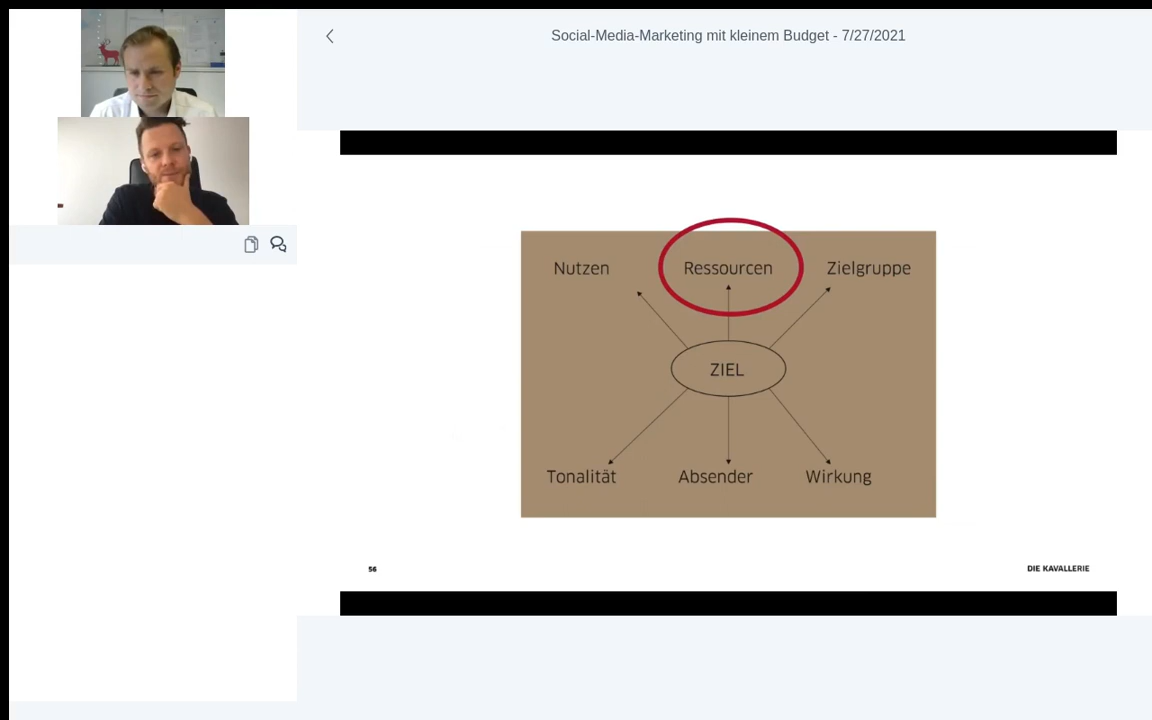 Social-Media-Marketing mit kleinem Budget - 7/27/2021
Nutzen Ressourcen Zielgruppe
ZIEL
Tonalität Absender Wirkung
56 DIE KAVALLERIE